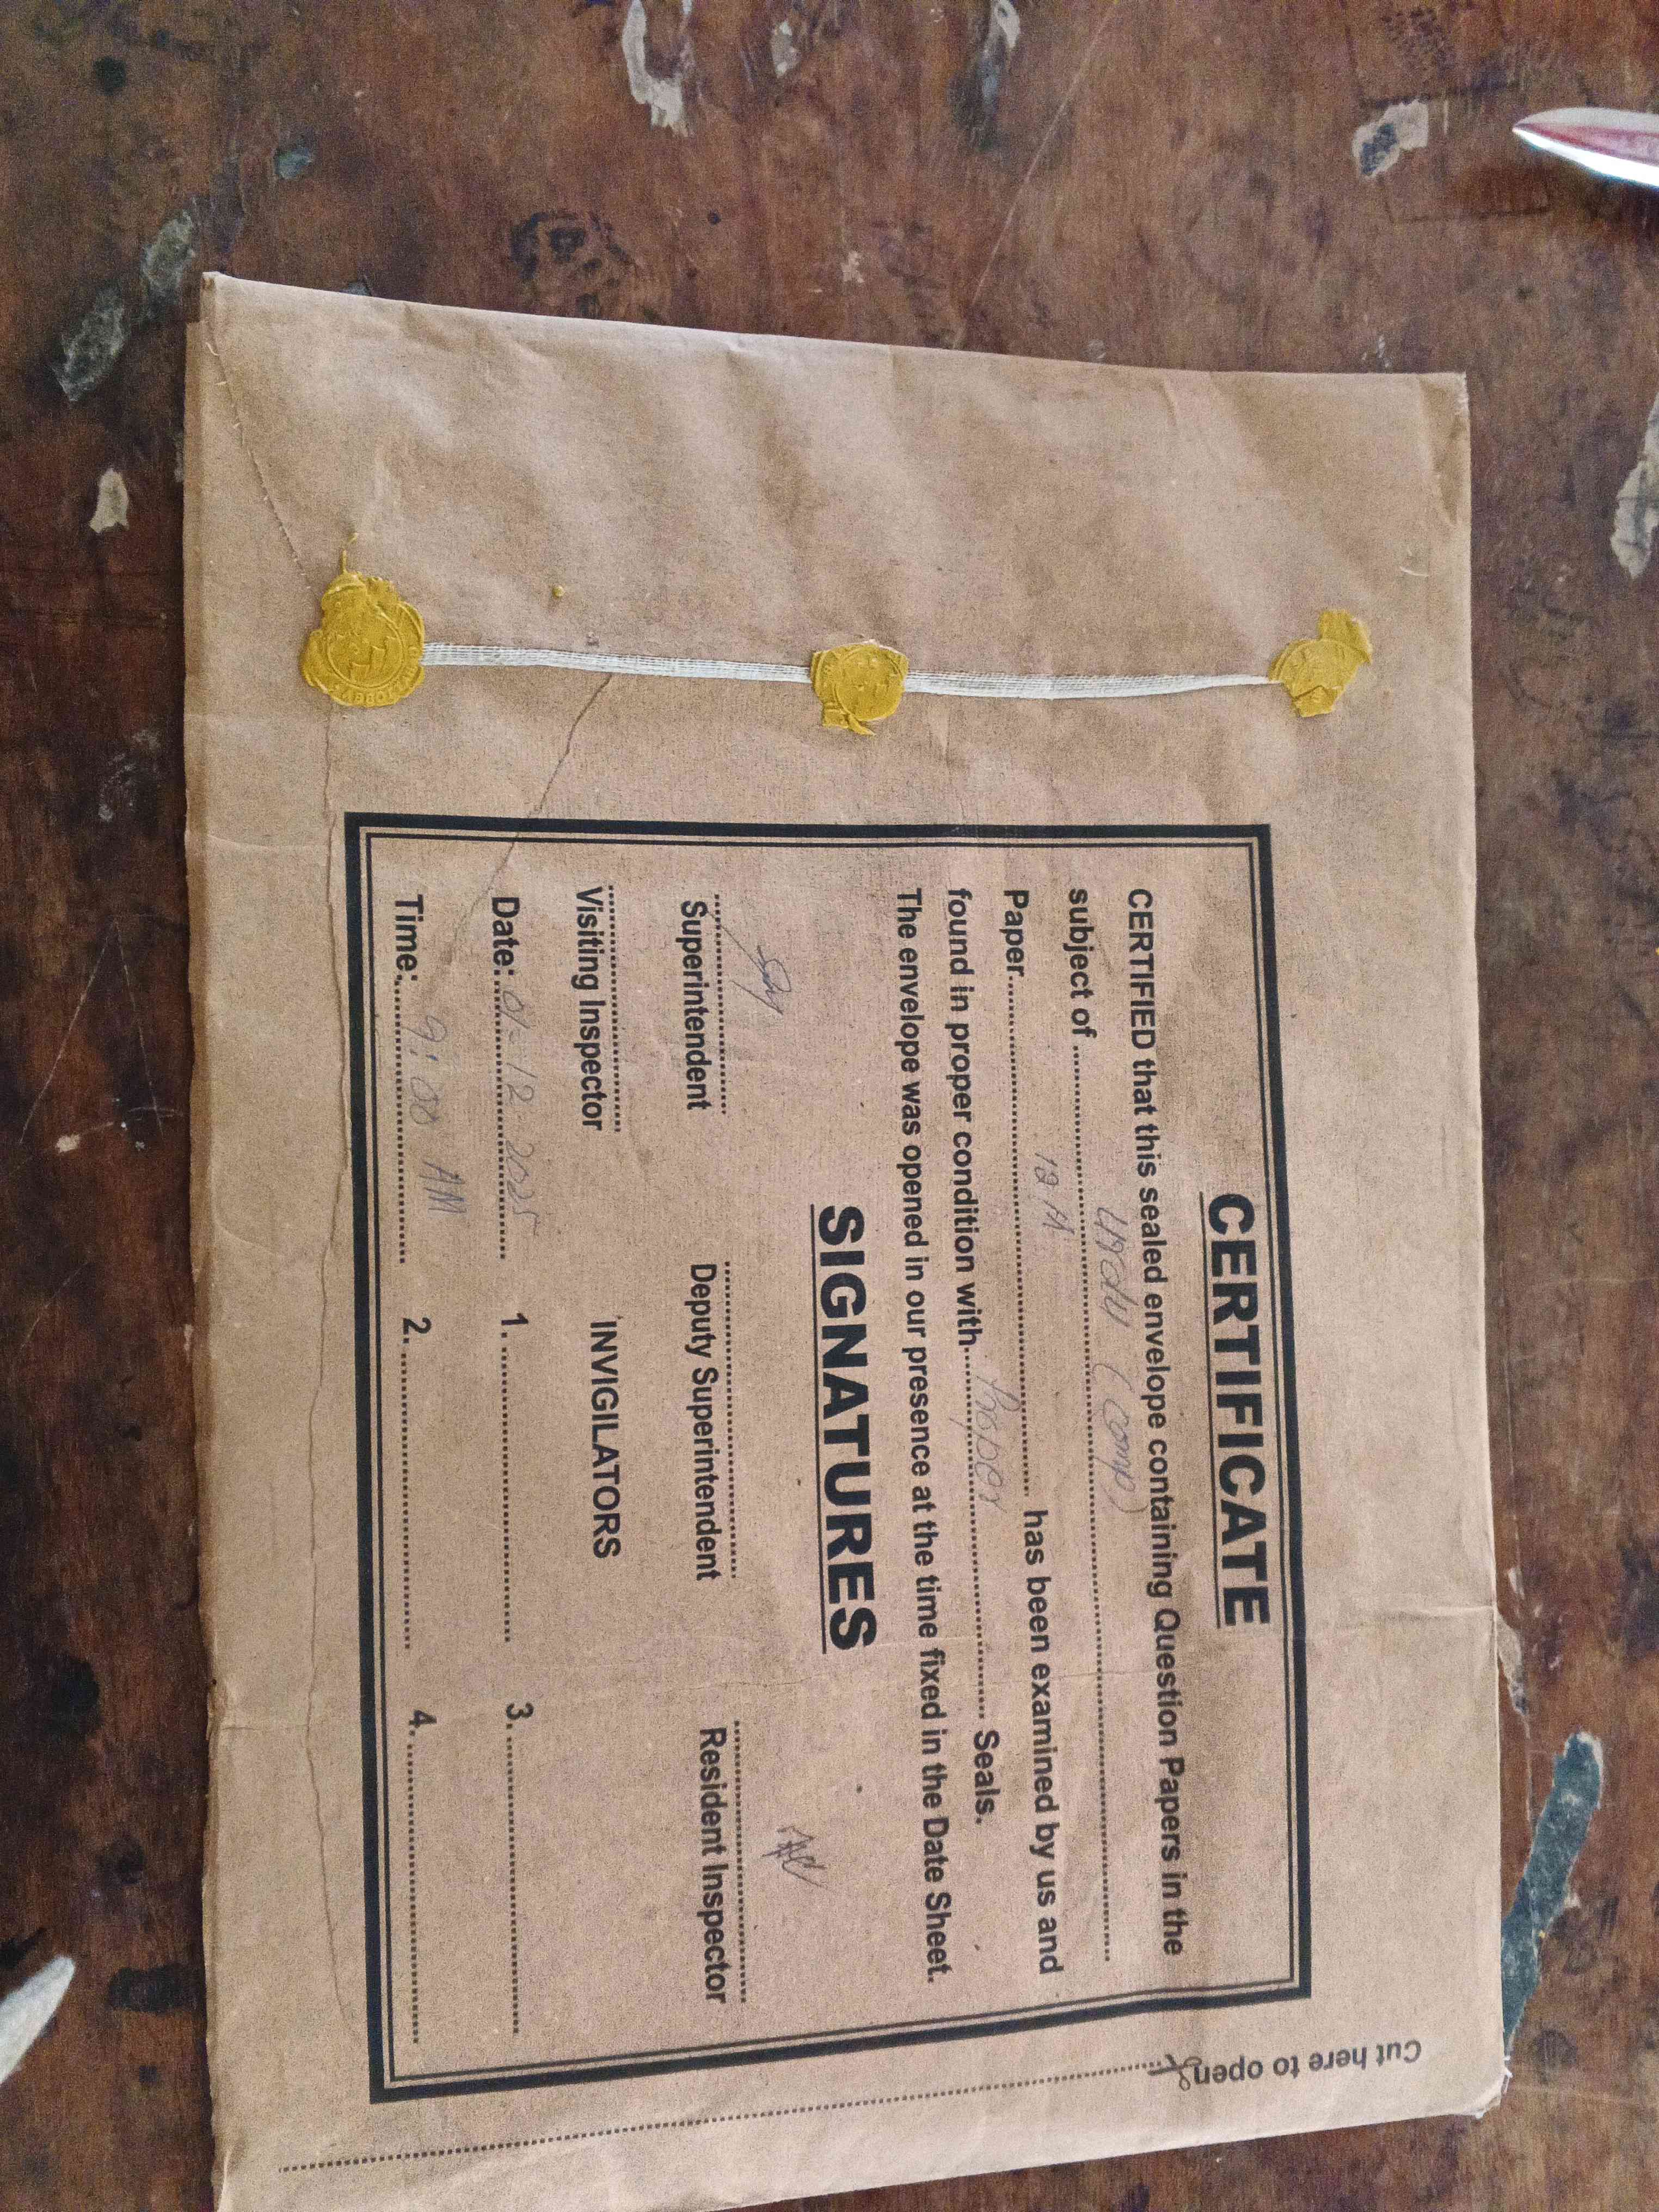 CERTIFICATE
CERTIFIED that this sealed envelope containing Question Papers in the
subject of ........ Urdu (comp) ........
Paper........ 12 M ........ has been examined by us and
found in proper condition with........ Proper ........ Seals.
The envelope was opened in our presence at the time fixed in the Date Sheet.
SIGNATURES
Superintendent Deputy Superintendent Resident Inspector
Visiting Inspector INVIGILATORS
Date: 01-12-2025 1. ........ 3. ........
Time: 9:00 AM 2. ........ 4. ........
Cut here to open